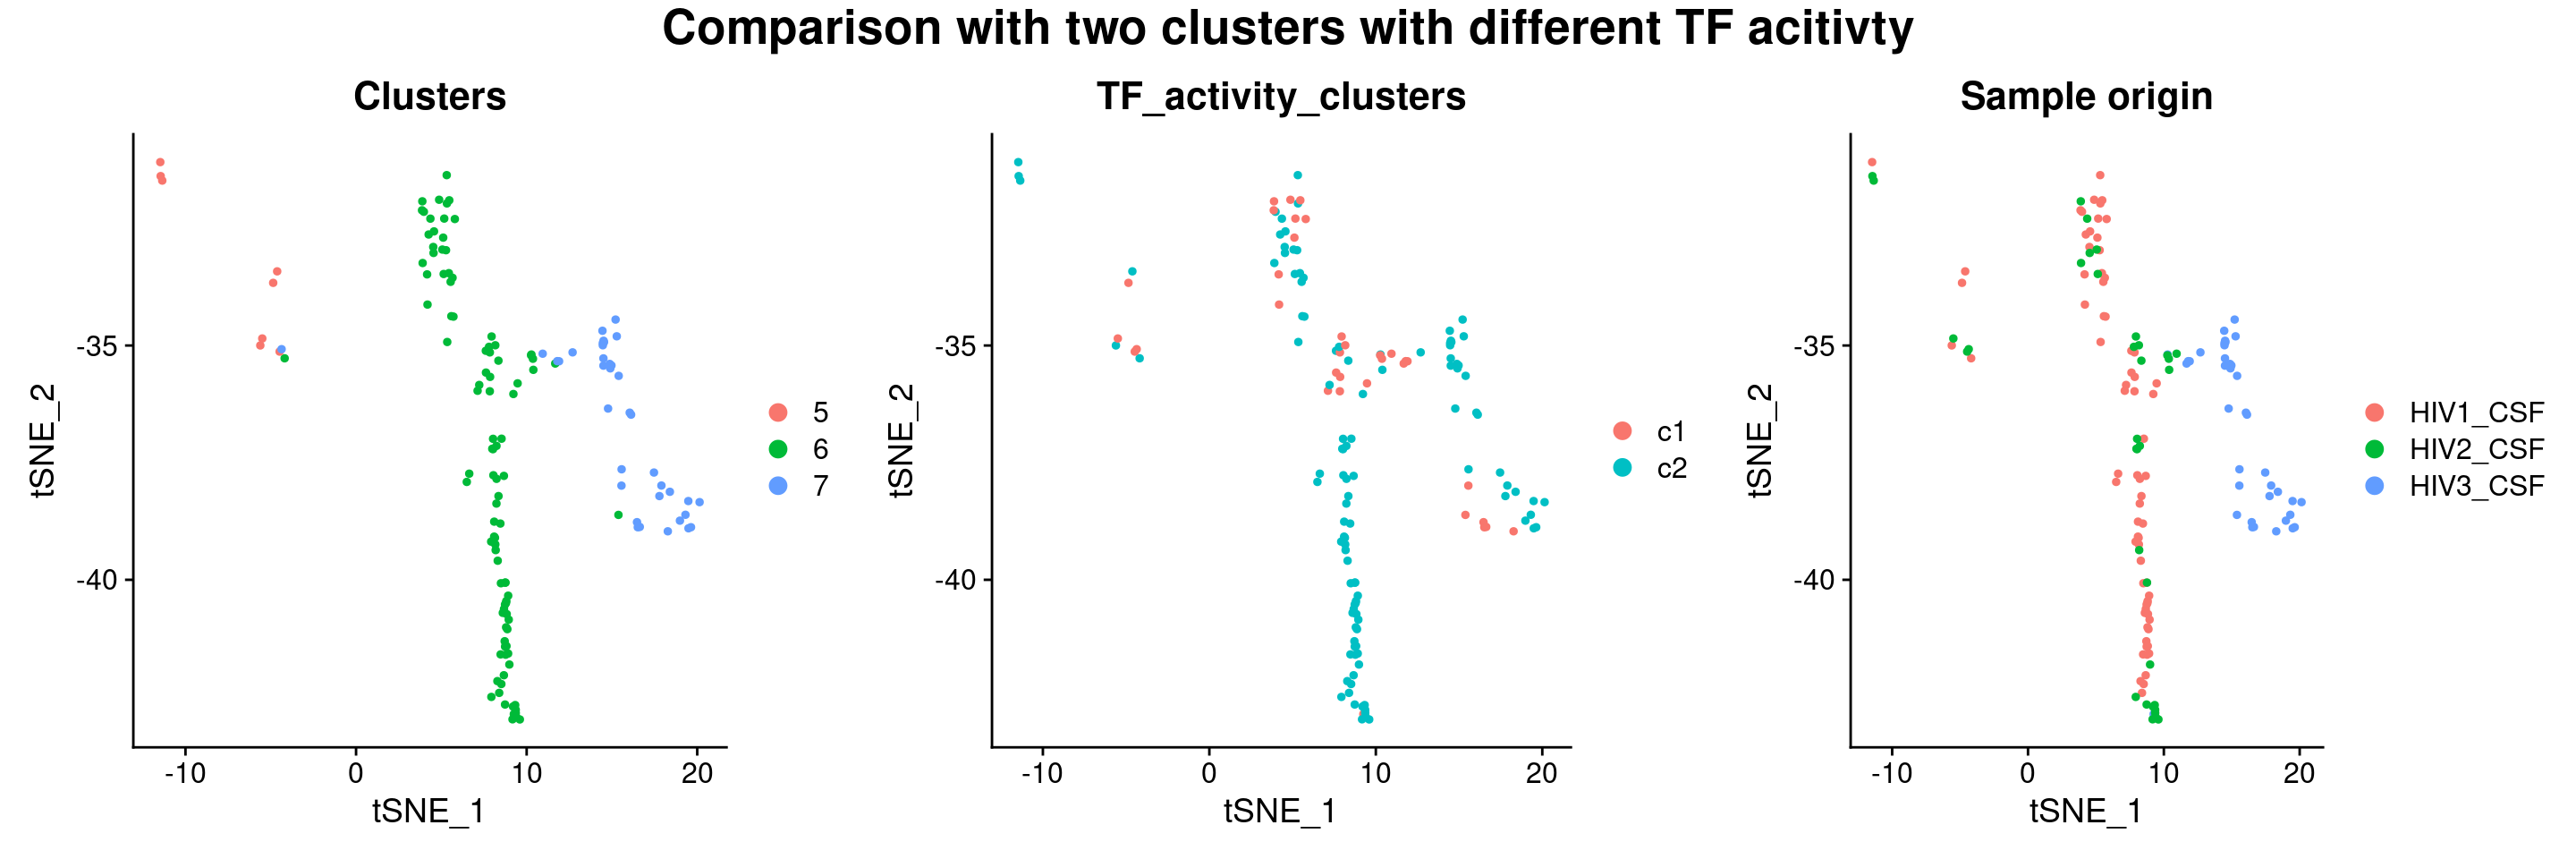 Comparison with two clusters with different TF acitivty
Clusters
tSNE_2
-35
-40
-10 0 10 20
tSNE_1
5
6
7
TF_activity_clusters
tSNE_2
-35
-40
-10 0 10 20
tSNE_1
c1
c2
Sample origin
tSNE_2
-35
-40
-10 0 10 20
tSNE_1
HIV1_CSF
HIV2_CSF
HIV3_CSF